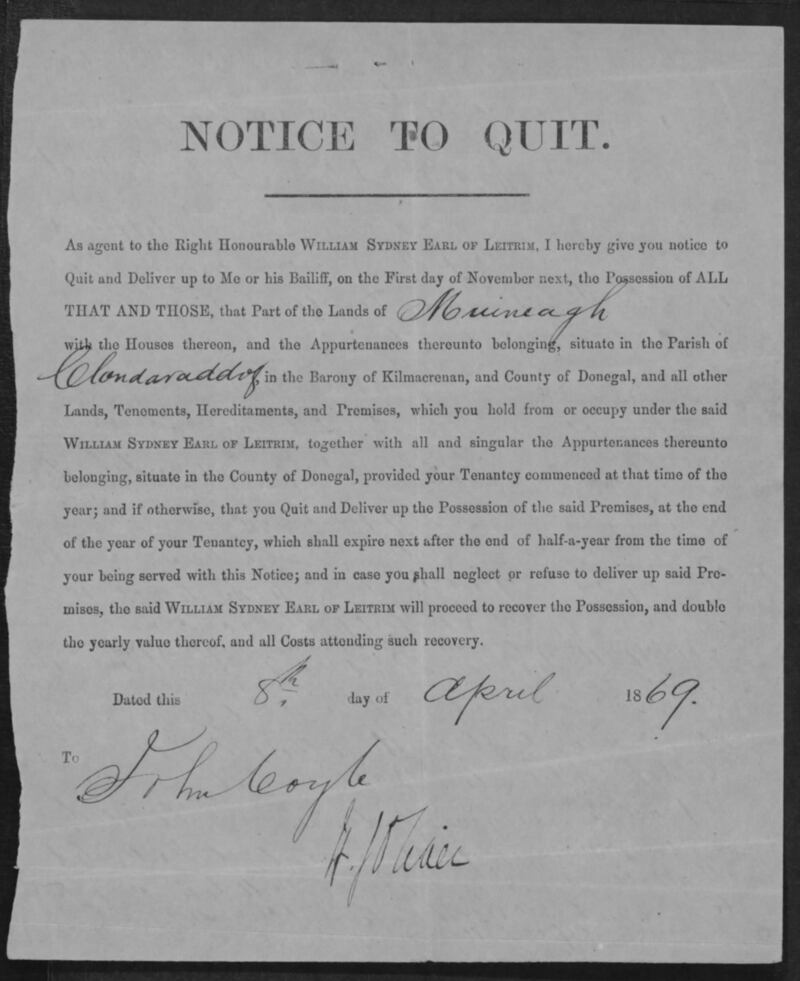 NOTICE TO QUIT.
As agent to the Right Honourable WILLIAM SYDNEY EARL OF LEITRIM, I hereby give you notice to
Quit and Deliver up to Me or his Bailiff, on the First day of November next, the Possession of ALL
THAT AND THOSE, that Part of the Lands of Muineagh
with the Houses thereon, and the Appurtenances thereunto belonging, situate in the Parish of
Clondavaddog, in the Barony of Kilmacrenan, and County of Donegal, and all other
Lands, Tenements, Hereditaments, and Premises, which you hold from or occupy under the said
WILLIAM SYDNEY EARL OF LEITRIM, together with all and singular the Appurtenances thereunto
belonging, situate in the County of Donegal, provided your Tenantcy commenced at that time of the
year; and if otherwise, that you Quit and Deliver up the Possession of the said Premises, at the end
of the year of your Tenantcy, which shall expire next after the end of half-a-year from the time of
your being served with this Notice; and in case you shall neglect or refuse to deliver up said Pre-
mises, the said WILLIAM SYDNEY EARL OF LEITRIM will proceed to recover the Possession, and double
the yearly value thereof, and all Costs attending such recovery.
Dated this 8th day of April 1869.
To
John Coyle